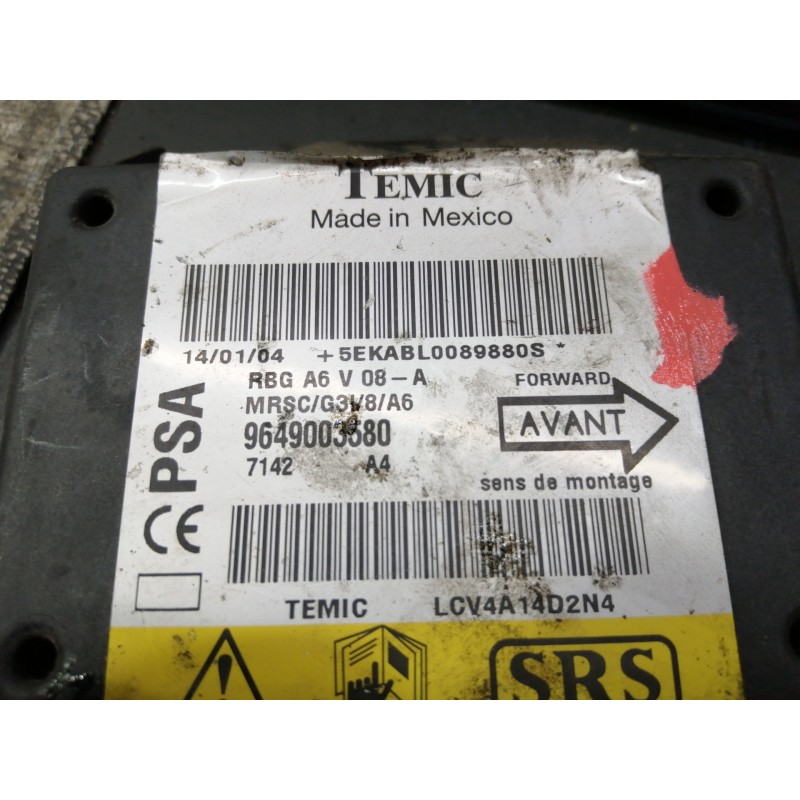 TEMIC
Made in Mexico
14/01/04 +5EKABL0089880S *
RBG A6 V 08-A
MRSC/G3V8/A6
7142 A4
FORWARD
AVANT
sens de montage
PSA
CE
TEMIC LCV4A14D2N4
SRS